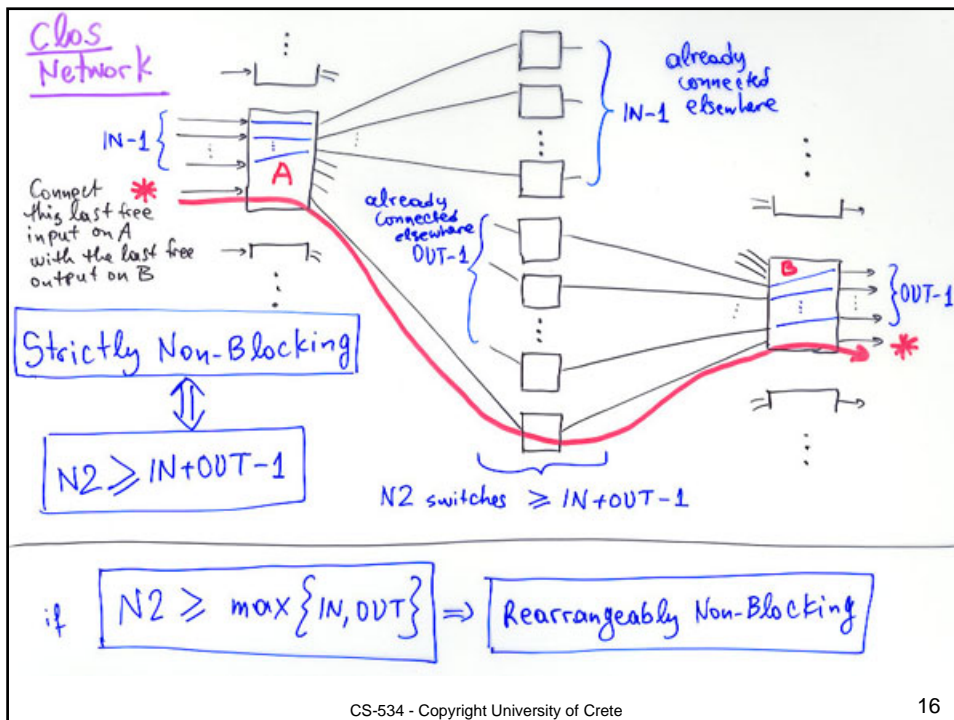 Clos
Network
IN-1
A
Connect
this last free
input on A
with the last free
output on B
*
already
connected
elsewhere
IN-1
already
connected
elsewhere
OUT-1
B
OUT-1
*
Strictly Non-Blocking
⇕
N2 ≥ IN+OUT-1
N2 switches ≥ IN+OUT-1
if N2 ≥ max{IN, OUT} ⇒ Rearrangeably Non-Blocking
CS-534 - Copyright University of Crete
16